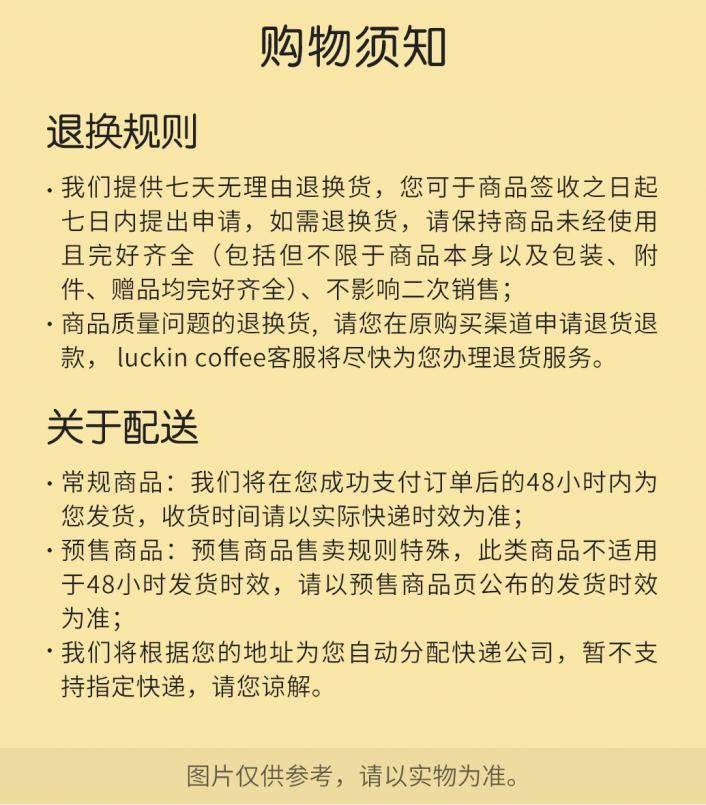 购物须知
退换规则
· 我们提供七天无理由退换货，您可于商品签收之日起
七日内提出申请，如需退换货，请保持商品未经使用
且完好齐全（包括但不限于商品本身以及包装、附
件、赠品均完好齐全）、不影响二次销售；
· 商品质量问题的退换货, 请您在原购买渠道申请退货退
款， luckin coffee客服将尽快为您办理退货服务。
关于配送
· 常规商品：我们将在您成功支付订单后的48小时内为
您发货，收货时间请以实际快递时效为准；
· 预售商品：预售商品售卖规则特殊，此类商品不适用
于48小时发货时效，请以预售商品页公布的发货时效
为准；
· 我们将根据您的地址为您自动分配快递公司，暂不支
持指定快递，请您谅解。
图片仅供参考，请以实物为准。